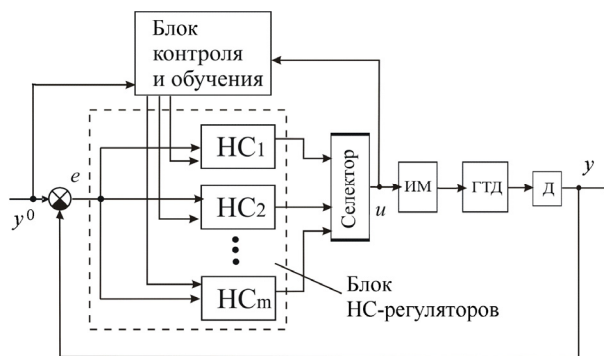 Блок
контроля
и обучения
e
y⁰
НС₁
НС₂
НСm
Селектор
u
ИМ
ГТД
Д
y
Блок
НС-регуляторов